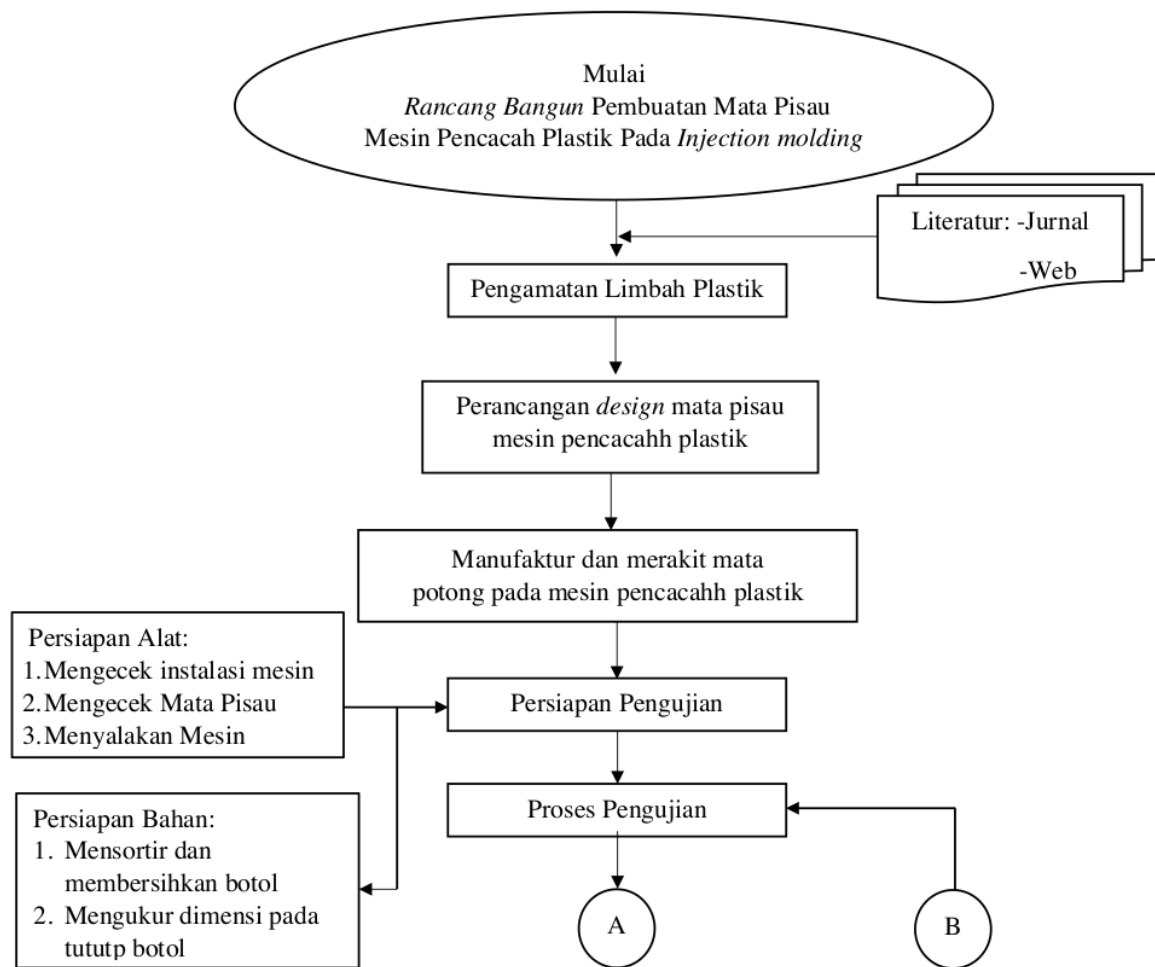 Mulai
Rancang Bangun Pembuatan Mata Pisau
Mesin Pencacah Plastik Pada Injection molding
Literatur: -Jurnal
-Web
Pengamatan Limbah Plastik
Perancangan design mata pisau
mesin pencacahh plastik
Manufaktur dan merakit mata
potong pada mesin pencacahh plastik
Persiapan Alat:
1.Mengecek instalasi mesin
2.Mengecek Mata Pisau
3.Menyalakan Mesin
Persiapan Pengujian
Proses Pengujian
Persiapan Bahan:
1. Mensortir dan
membersihkan botol
2. Mengukur dimensi pada
tututp botol
A
B